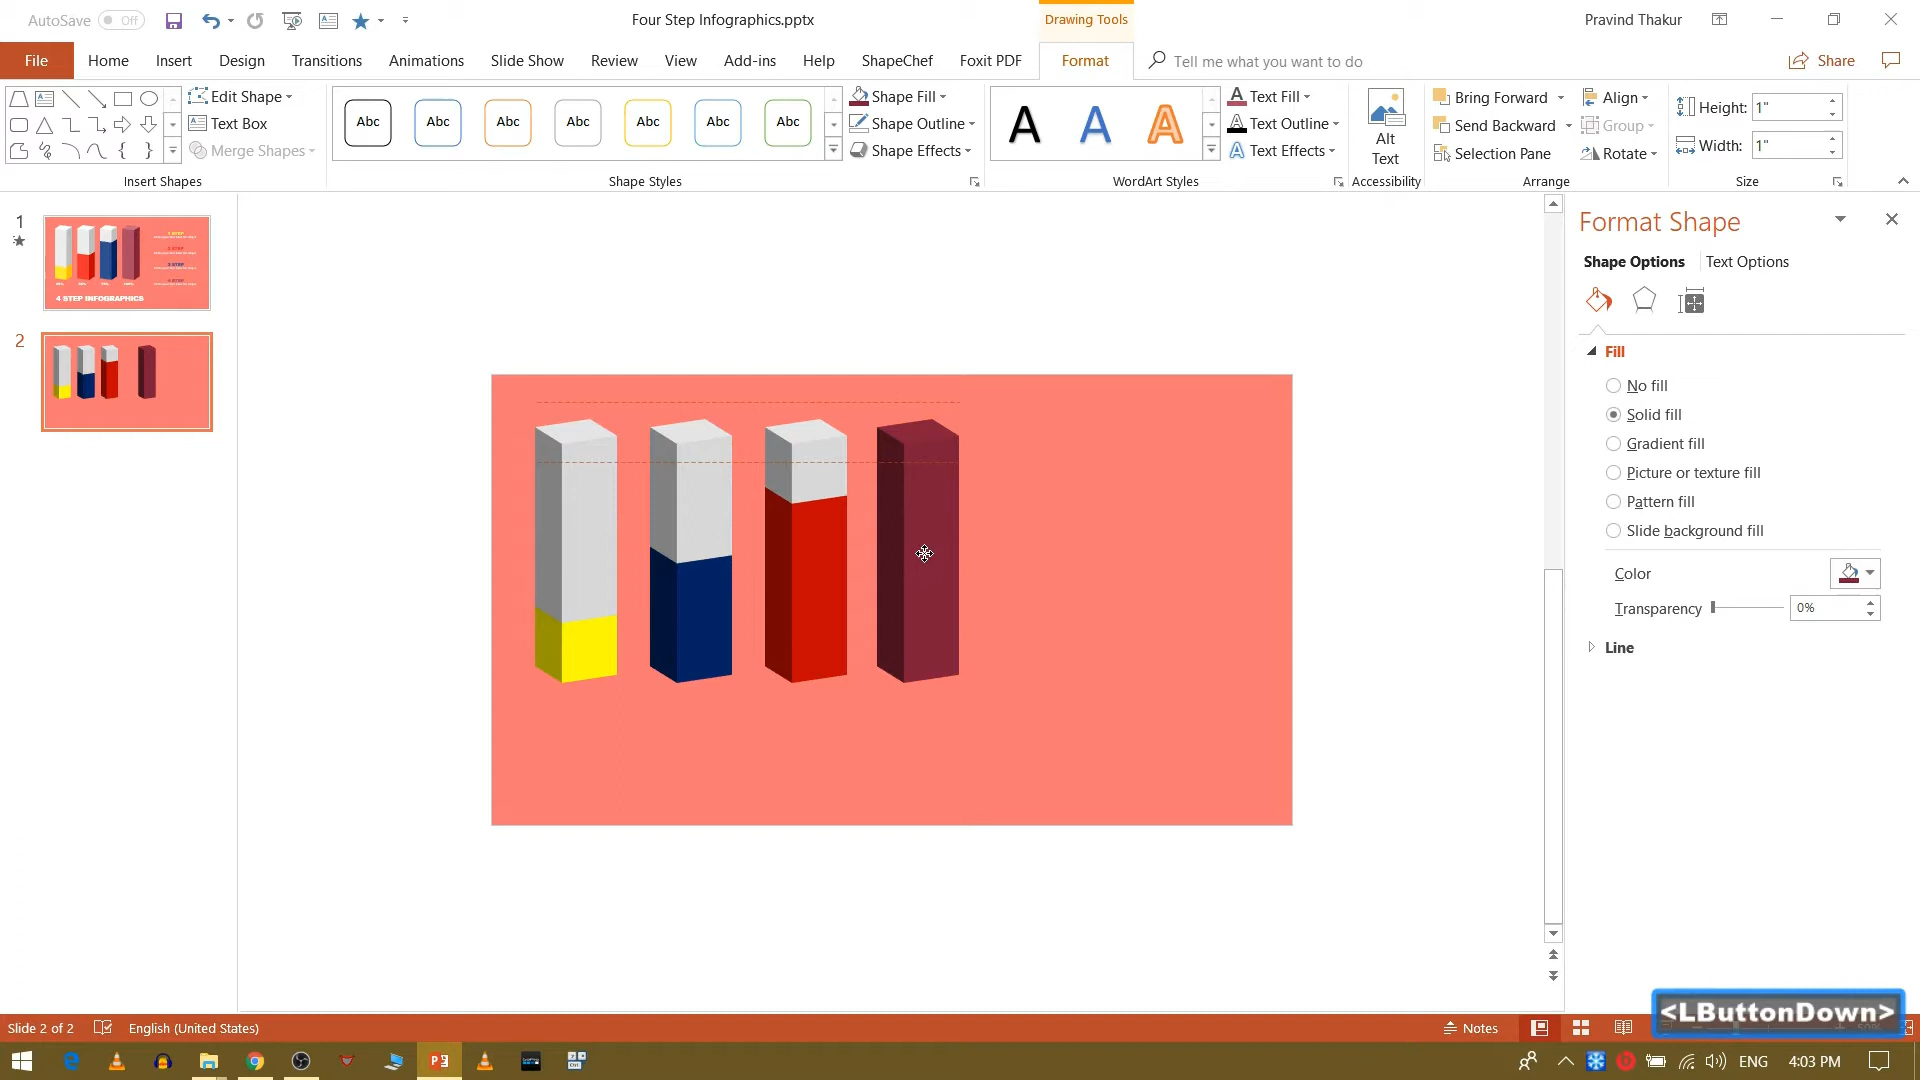 AutoSave Off
Four Step Infographics.pptx
Drawing Tools
Pravind Thakur
File Home Insert Design Transitions Animations Slide Show Review View Add-ins Help ShapeChef Foxit PDF Format Tell me what you want to do Share
Edit Shape
Text Box
Merge Shapes
Insert Shapes
Abc Abc Abc Abc Abc Abc Abc
Shape Fill
Shape Outline
Shape Effects
Shape Styles
A A A
Text Fill
Text Outline
Text Effects
WordArt Styles
Alt
Text
Accessibility
Bring Forward
Send Backward
Selection Pane
Align
Group
Rotate
Arrange
Height: 1"
Width: 1"
Size
1
4 STEP INFOGRAPHICS
2
Format Shape
Shape Options Text Options
Fill
No fill
Solid fill
Gradient fill
Picture or texture fill
Pattern fill
Slide background fill
Color
Transparency 0%
Line
<LButtonDown>
Slide 2 of 2 English (United States) Notes
ENG 4:03 PM